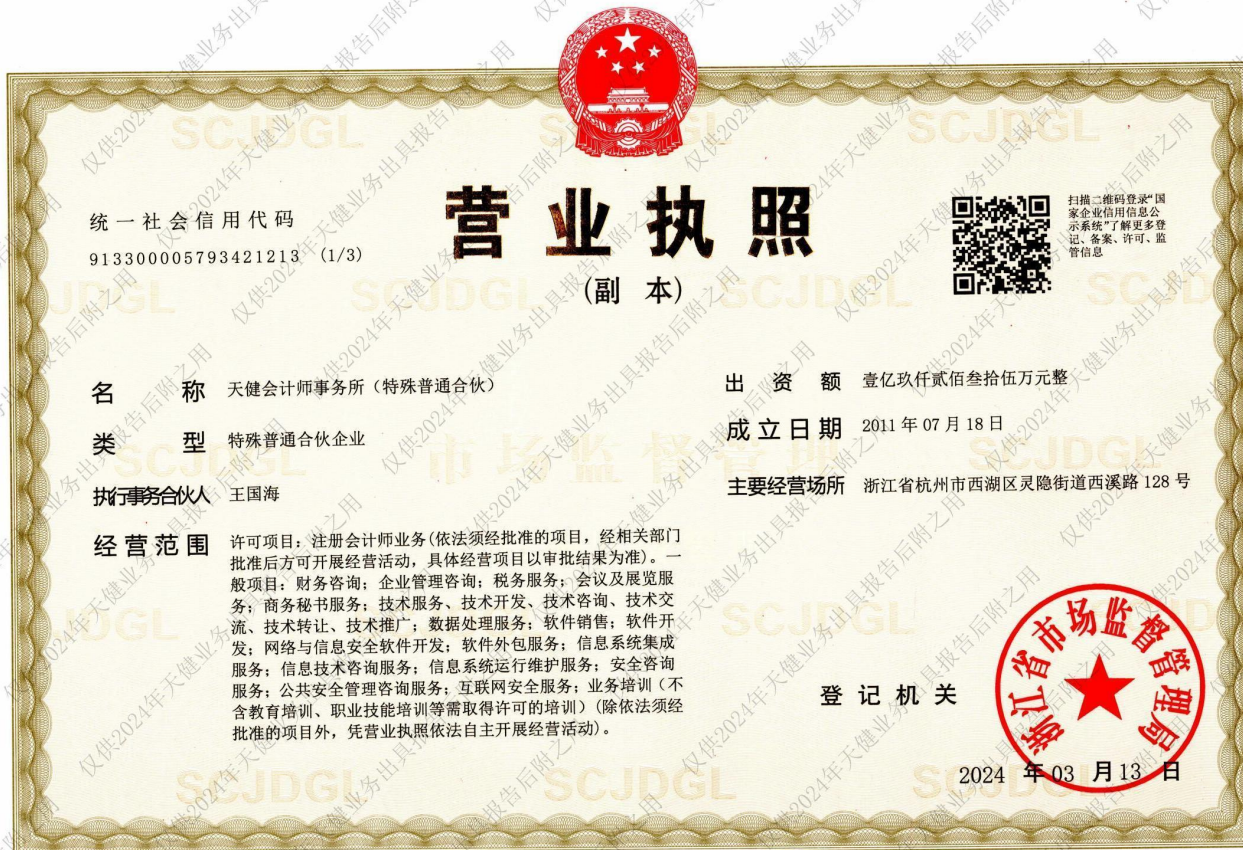 营业执照
(副 本)
统一社会信用代码
913300005793421213 (1/3)
扫描二维码登录“国
家企业信用信息公
示系统”了解更多登
记、备案、许可、监
管信息
名 称 天健会计师事务所（特殊普通合伙）
类 型 特殊普通合伙企业
执行事务合伙人 王国海
经营范围 许可项目：注册会计师业务(依法须经批准的项目，经相关部门
批准后方可开展经营活动，具体经营项目以审批结果为准)。一
般项目：财务咨询；企业管理咨询；税务服务；会议及展览服
务；商务秘书服务；技术服务、技术开发、技术咨询、技术交
流、技术转让、技术推广；数据处理服务；软件销售；软件开
发；网络与信息安全软件开发；软件外包服务；信息系统集成
服务；信息技术咨询服务；信息系统运行维护服务；安全咨询
服务；公共安全管理咨询服务；互联网安全服务；业务培训（不
含教育培训、职业技能培训等需取得许可的培训）(除依法须经
批准的项目外，凭营业执照依法自主开展经营活动)。
出 资 额 壹亿玖仟贰佰叁拾伍万元整
成立日期 2011 年 07 月 18 日
主要经营场所 浙江省杭州市西湖区灵隐街道西溪路 128 号
登记机关
浙江省市场监督管理局
2024 年 03 月 13 日
市场监督管理
SCJDGL
仅供2024年天健业务出具报告后附之用